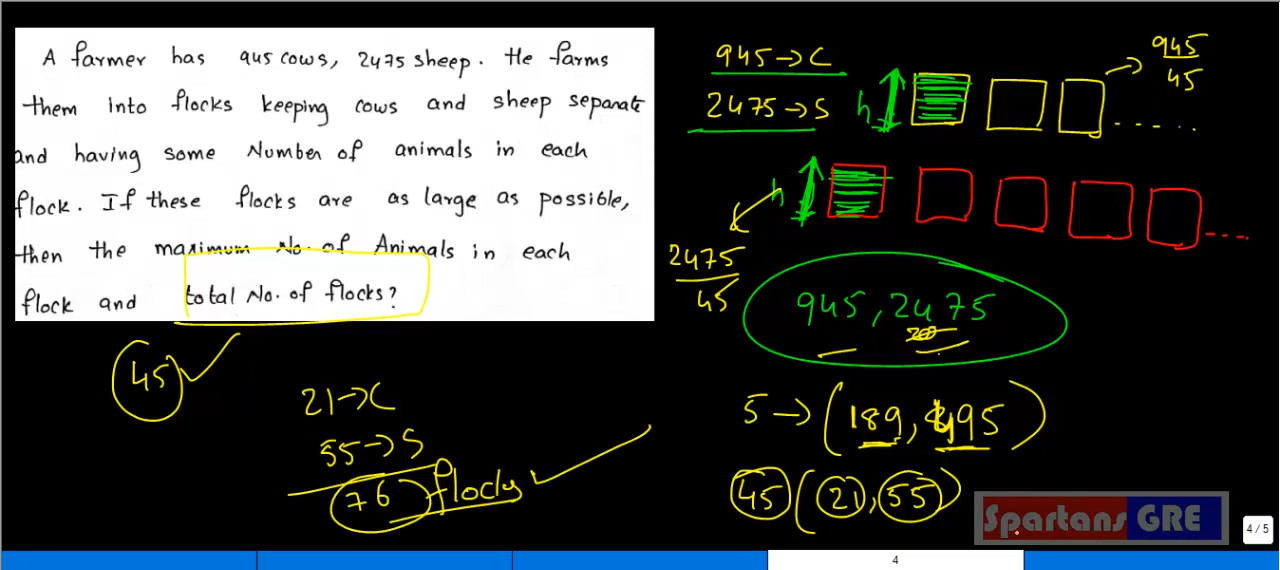 A farmer has 945 cows, 2475 sheep. He farms
them into flocks keeping cows and sheep separate
and having some Number of animals in each
flock. If these flocks are as large as possible,
then the maximum No. of Animals in each
flock and total No. of flocks?
45
21→C
55→S
76 flocks
945→C
2475→S
h
945
45
h
2475
45
945, 2475
5→(189, 495)
45(21, 55)
Spartans GRE
4/5
4